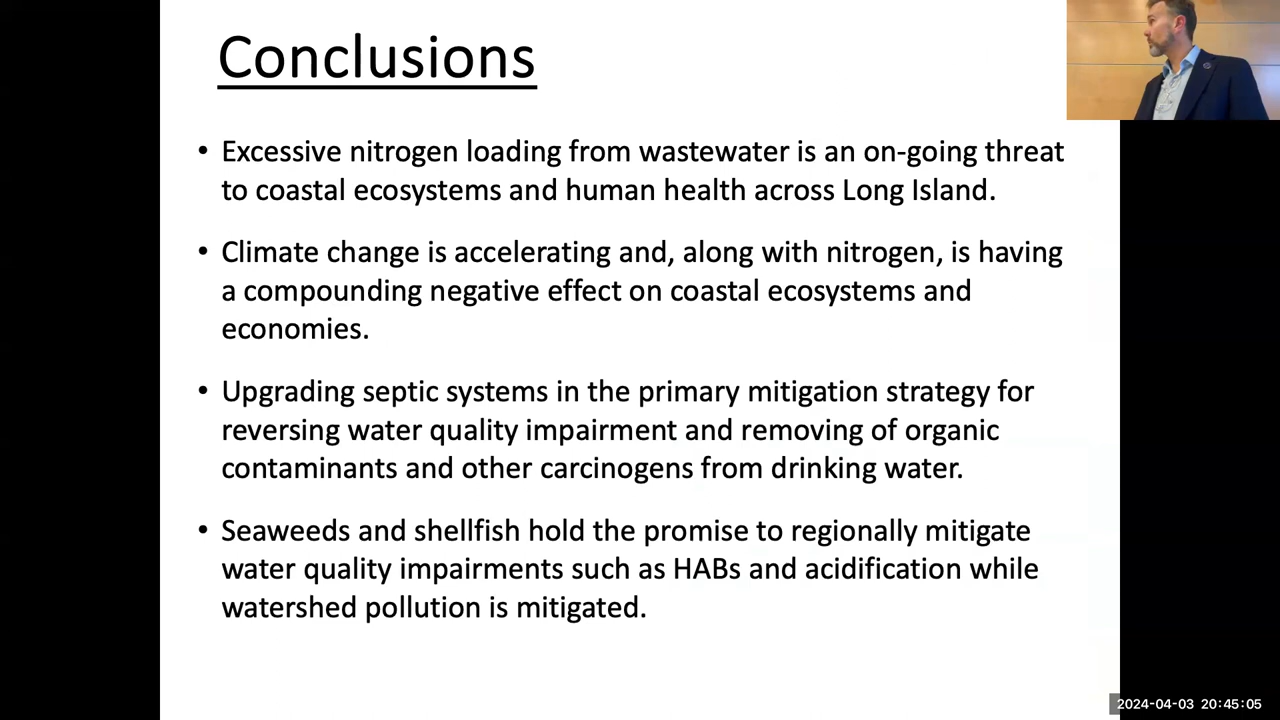 Conclusions
• Excessive nitrogen loading from wastewater is an on-going threat
to coastal ecosystems and human health across Long Island.
• Climate change is accelerating and, along with nitrogen, is having
a compounding negative effect on coastal ecosystems and
economies.
• Upgrading septic systems in the primary mitigation strategy for
reversing water quality impairment and removing of organic
contaminants and other carcinogens from drinking water.
• Seaweeds and shellfish hold the promise to regionally mitigate
water quality impairments such as HABs and acidification while
watershed pollution is mitigated.
2024-04-03 20:45:05